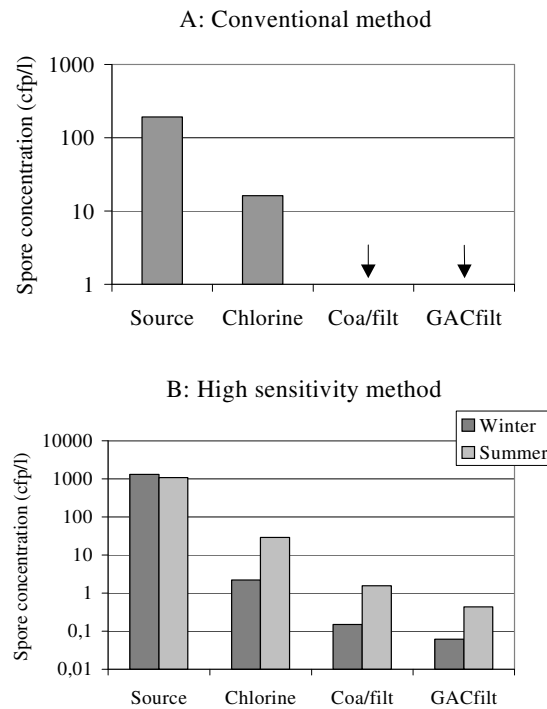 A: Conventional method
Spore concentration (cfp/l)
1000
100
10
1
Source Chlorine Coa/filt GACfilt
B: High sensitivity method
Winter
Summer
Spore concentration (cfp/l)
10000
1000
100
10
1
0,1
0,01
Source Chlorine Coa/filt GACfilt